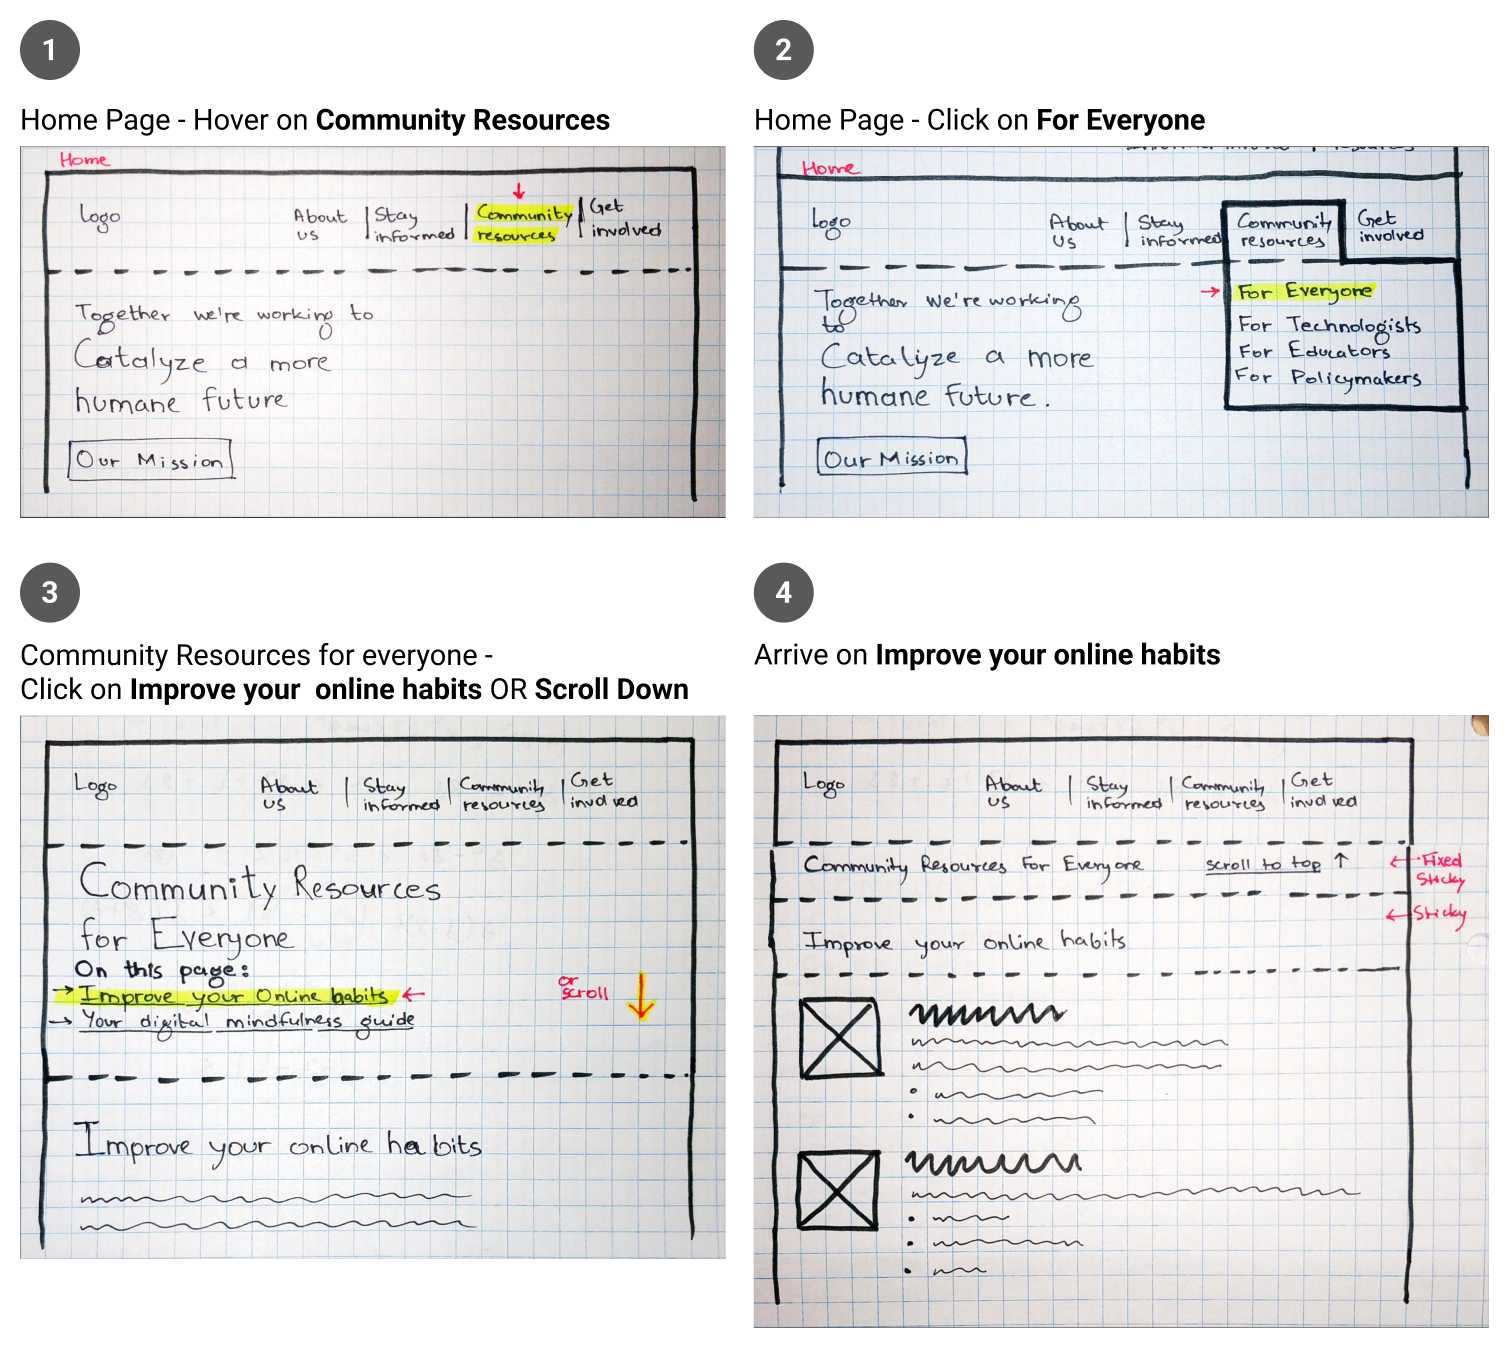 1
Home Page - Hover on Community Resources
Home
Logo
About us
Stay informed
Community resources
Get involved
Together we're working to
Catalyze a more
humane future
Our Mission
2
Home Page - Click on For Everyone
Home
Logo
About us
Stay informed
Community resources
Get involved
For Everyone
For Technologists
For Educators
For Policymakers
Together we're working
to
Catalyze a more
humane future.
Our Mission
3
Community Resources for everyone -
Click on Improve your online habits OR Scroll Down
Logo
About us
Stay informed
Community resources
Get involved
Community Resources
for Everyone
On this page:
→ Improve your Online habits ←
→ Your digital mindfulness guide
or
scroll
Improve your online habits
4
Arrive on Improve your online habits
Logo
About us
Stay informed
Community resources
Get involved
Community Resources For Everyone
scroll to top ↑
← Fixed
Sticky
← Sticky
Improve your online habits